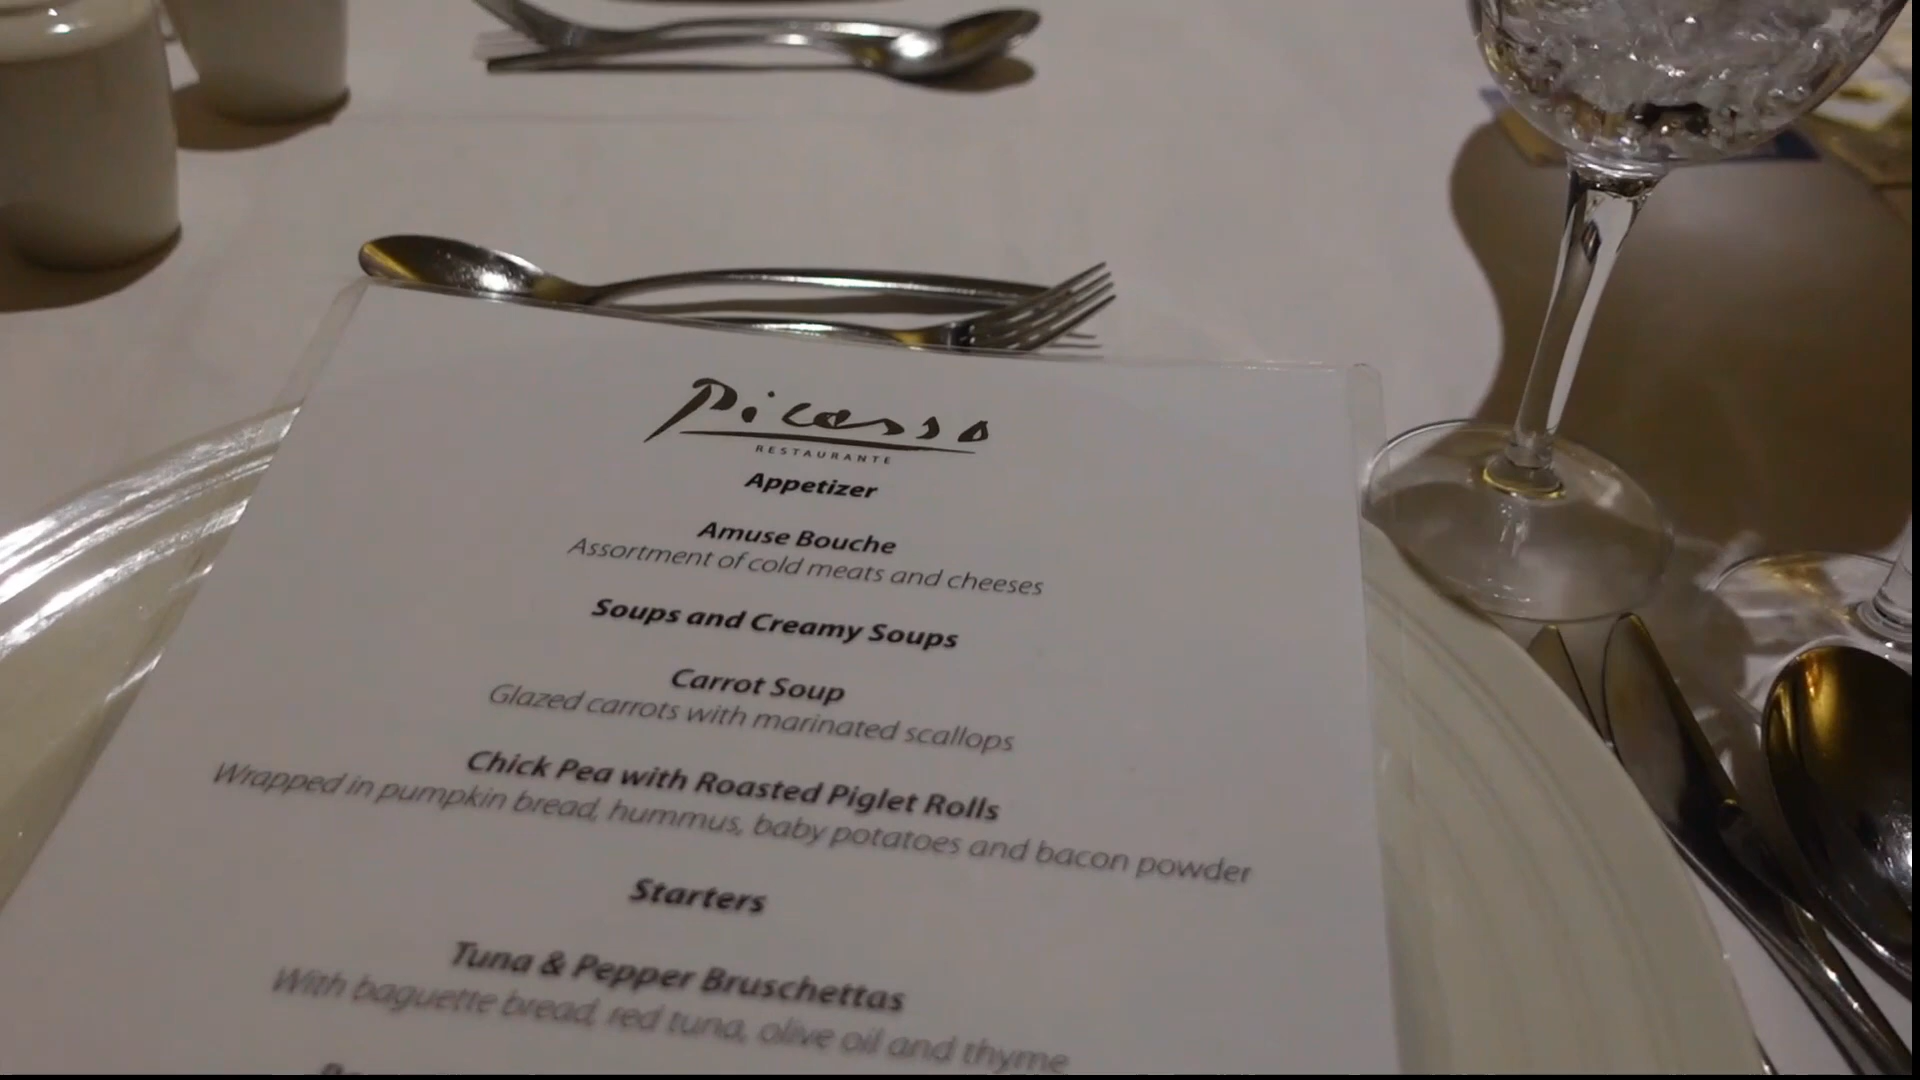 Picasso
RESTAURANTE
Appetizer
Amuse Bouche
Assortment of cold meats and cheeses
Soups and Creamy Soups
Carrot Soup
Glazed carrots with marinated scallops
Chick Pea with Roasted Piglet Rolls
Wrapped in pumpkin bread, hummus, baby potatoes and bacon powder
Starters
Tuna & Pepper Bruschettas
With baguette bread, red tuna, olive oil and thyme